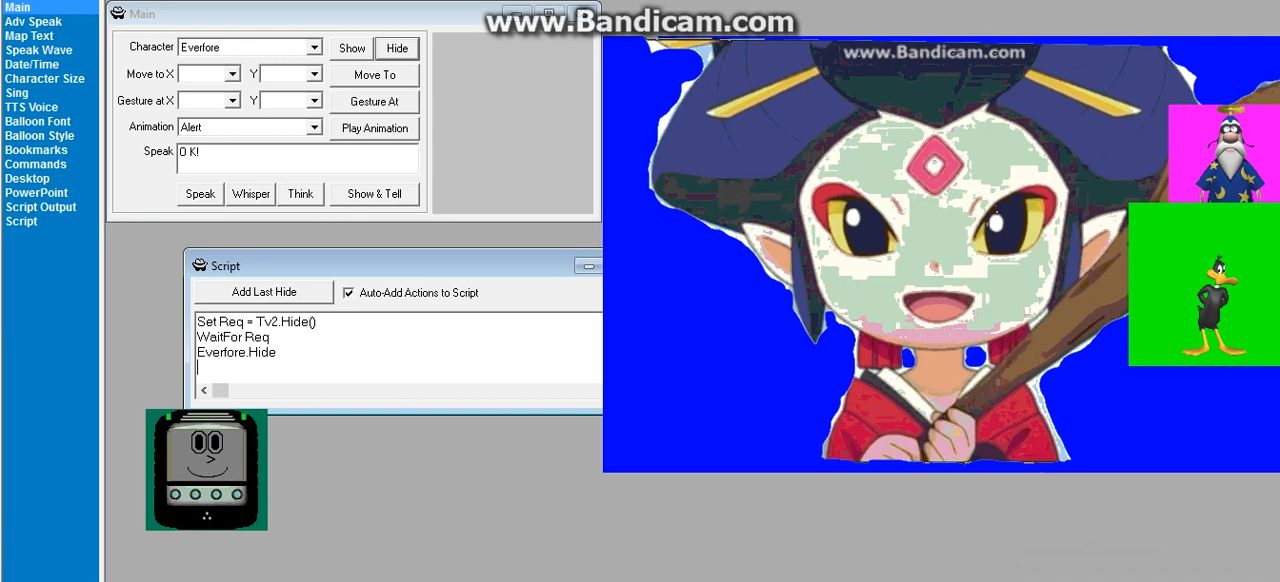 Main
Adv Speak
Map Text
Speak Wave
Date/Time
Character Size
Sing
TTS Voice
Balloon Font
Balloon Style
Bookmarks
Commands
Desktop
PowerPoint
Script Output
Script
Main
www.Bandicam.com
Character Everfore Show Hide
Move to X Y Move To
Gesture at X Y Gesture At
Animation Alert Play Animation
Speak O K!
Speak Whisper Think Show & Tell
www.Bandicam.com
Script
Add Last Hide Auto-Add Actions to Script
Set Req = Tv2.Hide()
WaitFor Req
Everfore.Hide